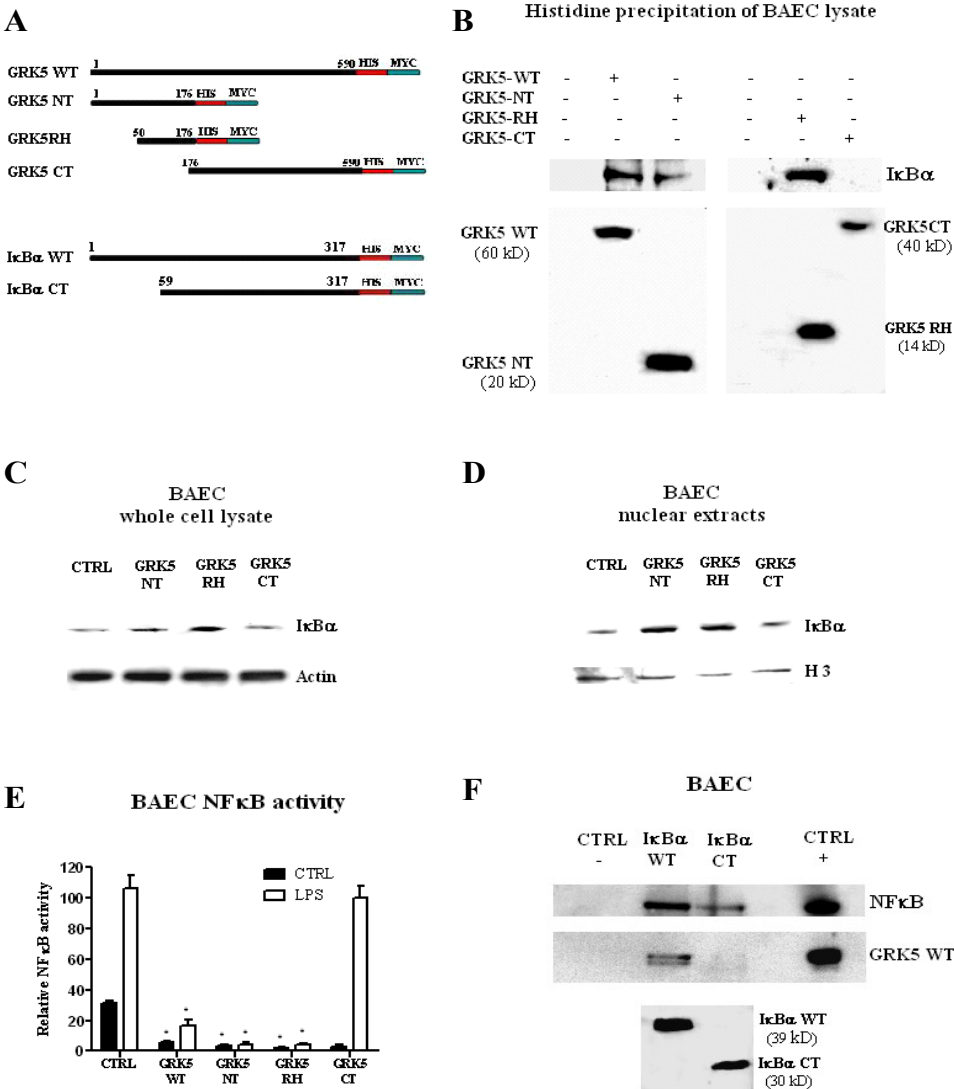 A
1 590 HIS MYC
GRK5 WT
1 176 HIS MYC
GRK5 NT
50 176 HIS MYC
GRK5RH
176 590 HIS MYC
GRK5 CT
1 317 HIS MYC
IκBα WT
59 317 HIS MYC
IκBα CT
B
Histidine precipitation of BAEC lysate
GRK5-WT - + - - - -
GRK5-NT - - + - - -
GRK5-RH - - - - + -
GRK5-CT - - - - - +
IκBα
GRK5 WT
(60 kD)
GRK5 NT
(20 kD)
GRK5CT
(40 kD)
GRK5 RH
(14 kD)
C
BAEC
whole cell lysate
CTRL GRK5 GRK5 GRK5
NT RH CT
IκBα
Actin
D
BAEC
nuclear extracts
CTRL GRK5 GRK5 GRK5
NT RH CT
IκBα
H 3
E
BAEC NFκB activity
Relative NFκB activity
120
100
80
60
40
20
0
CTRL
LPS
* * * * * *
CTRL GRK5 GRK5 GRK5 GRK5
WT NT RH CT
F
BAEC
CTRL IκBα IκBα CTRL
- WT CT +
NFκB
GRK5 WT
IκBα WT
(39 kD)
IκBα CT
(30 kD)